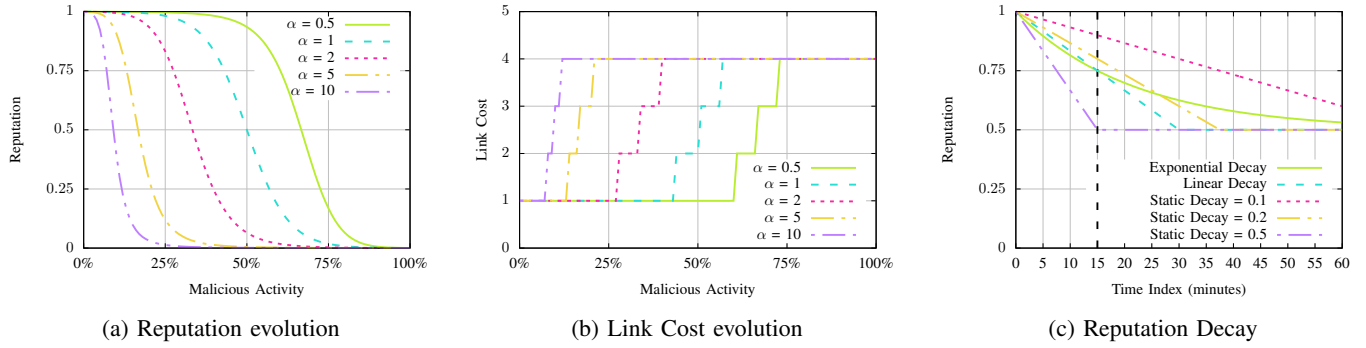 1
0.75
0.5
0.25
0
Reputation
0%
25%
50%
75%
100%
Malicious Activity
α = 0.5
α = 1
α = 2
α = 5
α = 10
(a) Reputation evolution
5
4
3
2
1
0
Link Cost
0%
25%
50%
75%
100%
Malicious Activity
α = 0.5
α = 1
α = 2
α = 5
α = 10
(b) Link Cost evolution
1
0.75
0.5
0.25
0
Reputation
0 5 10 15 20 25 30 35 40 45 50 55 60
Time Index (minutes)
Exponential Decay
Linear Decay
Static Decay = 0.1
Static Decay = 0.2
Static Decay = 0.5
(c) Reputation Decay